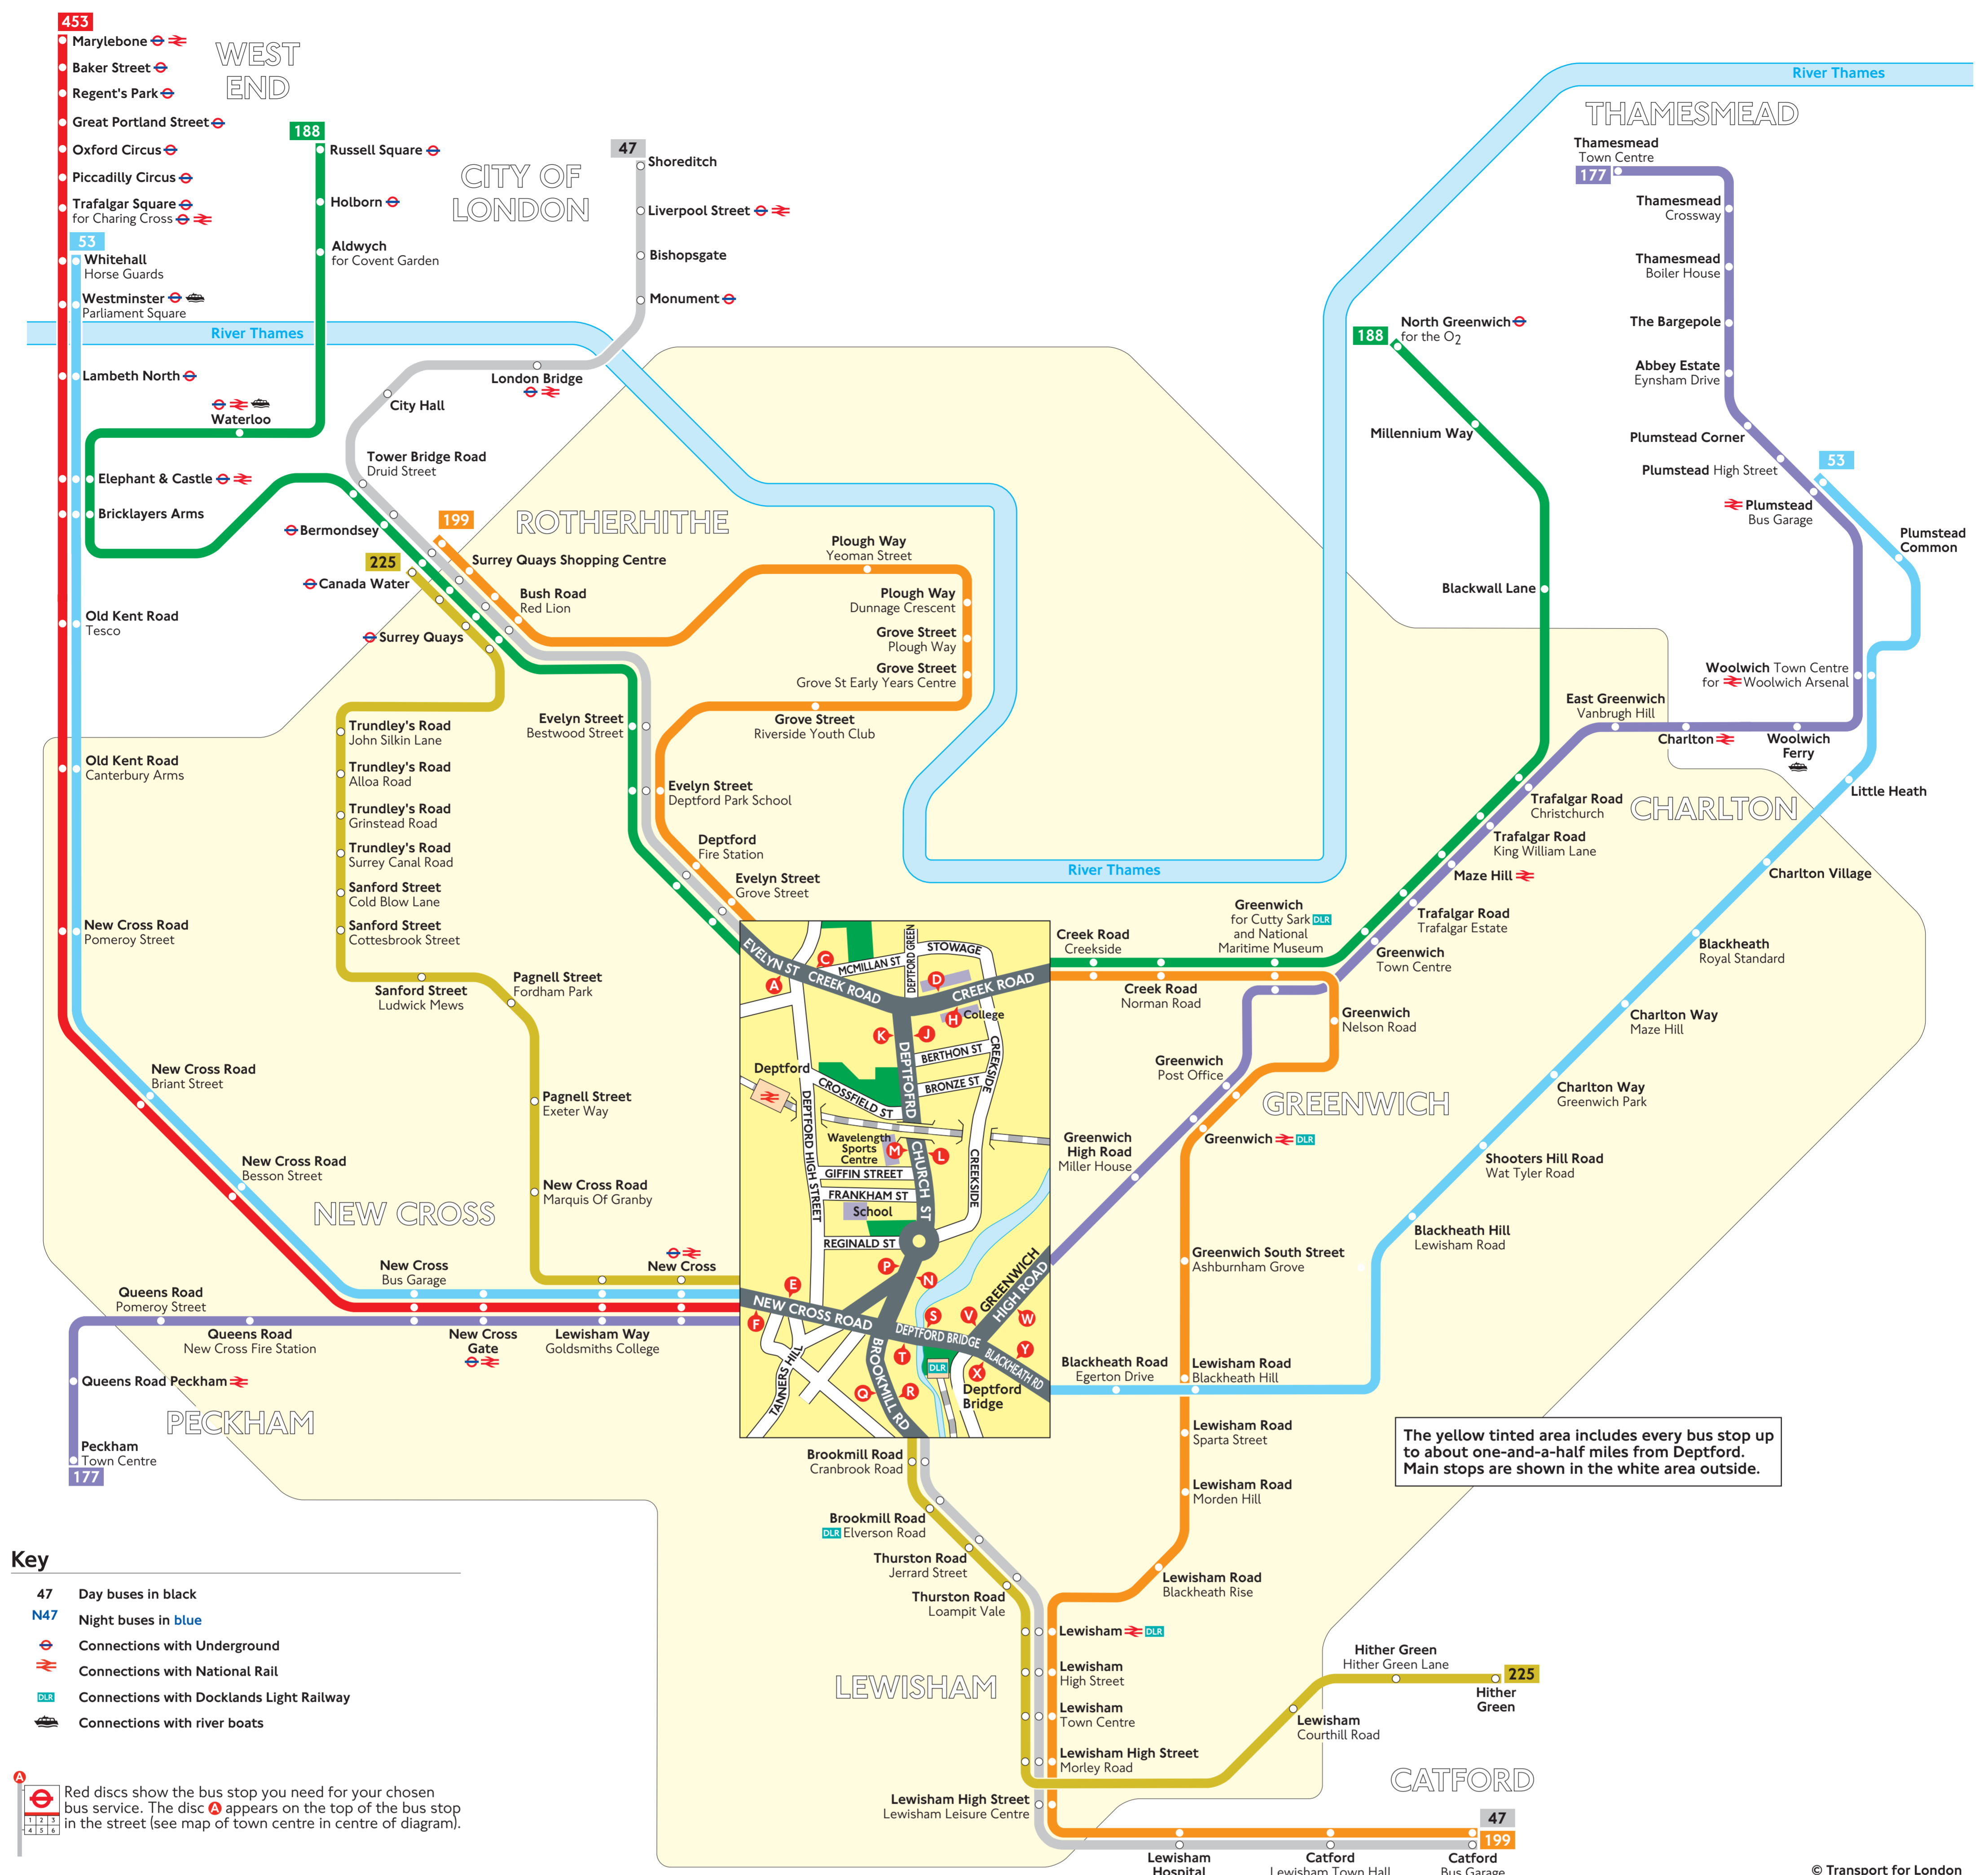 453
Marylebone
Baker Street
Regent's Park
Great Portland Street
Oxford Circus
Piccadilly Circus
Trafalgar Square
for Charing Cross
53
Whitehall
Horse Guards
Westminster
Parliament Square
Lambeth North
Elephant & Castle
Bricklayers Arms
Old Kent Road
Tesco
Old Kent Road
Canterbury Arms
New Cross Road
Pomeroy Street
New Cross Road
Briant Street
New Cross Road
Besson Street
WEST
END
188
Russell Square
Holborn
Aldwych
for Covent Garden
River Thames
Waterloo
CITY OF
LONDON
47
Shoreditch
Liverpool Street
Bishopsgate
Monument
London Bridge
City Hall
Tower Bridge Road
Druid Street
Bermondsey
ROTHERHITHE
199
Surrey Quays Shopping Centre
225
Canada Water
Bush Road
Red Lion
Surrey Quays
Plough Way
Yeoman Street
Plough Way
Dunnage Crescent
Grove Street
Plough Way
Grove Street
Grove St Early Years Centre
Grove Street
Riverside Youth Club
Evelyn Street
Bestwood Street
Evelyn Street
Deptford Park School
Deptford
Fire Station
Evelyn Street
Grove Street
Trundley's Road
John Silkin Lane
Trundley's Road
Alloa Road
Trundley's Road
Grinstead Road
Trundley's Road
Surrey Canal Road
Sanford Street
Cold Blow Lane
Sanford Street
Cottesbrook Street
Sanford Street
Ludwick Mews
Pagnell Street
Fordham Park
Pagnell Street
Exeter Way
New Cross Road
Marquis Of Granby
NEW CROSS
New Cross
Bus Garage
New Cross
Queens Road
Pomeroy Street
Queens Road
New Cross Fire Station
New Cross
Gate
Lewisham Way
Goldsmiths College
Queens Road Peckham
PECKHAM
Peckham
Town Centre
177
River Thames
THAMESMEAD
Thamesmead
Town Centre
177
Thamesmead
Crossway
Thamesmead
Boiler House
The Bargepole
Abbey Estate
Eynsham Drive
Plumstead Corner
Plumstead High Street
Plumstead
Bus Garage
53
Plumstead
Common
North Greenwich
for the O2
188
Millennium Way
Blackwall Lane
Woolwich Town Centre
for Woolwich Arsenal
East Greenwich
Vanbrugh Hill
Charlton
Woolwich
Ferry
Little Heath
CHARLTON
Trafalgar Road
Christchurch
Trafalgar Road
King William Lane
Maze Hill
Trafalgar Road
Trafalgar Estate
Greenwich
Town Centre
River Thames
Charlton Village
Blackheath
Royal Standard
Charlton Way
Maze Hill
Charlton Way
Greenwich Park
Shooters Hill Road
Wat Tyler Road
Blackheath Hill
Lewisham Road
Creek Road
Creekside
Greenwich
for Cutty Sark DLR
and National
Maritime Museum
Creek Road
Norman Road
Greenwich
Nelson Road
Greenwich
Post Office
GREENWICH
Greenwich DLR
Greenwich
High Road
Miller House
Greenwich South Street
Ashburnham Grove
Blackheath Road
Egerton Drive
Lewisham Road
Blackheath Hill
Lewisham Road
Sparta Street
Lewisham Road
Morden Hill
Lewisham Road
Blackheath Rise
EVELYN ST
CREEK ROAD
CREEK ROAD
MCMILLAN ST
DEPTFORD GREEN
STOWAGE
A
C
D
H
College
K
J
BERTHON ST
BRONZE ST
CREEKSIDE
DEPTFORRD
CHURCH ST
Deptford
CROSSFIELD ST
DEPTFORD HIGH STREET
Wavelength
Sports
Centre
M
L
GIFFIN STREET
FRANKHAM ST
School
REGINALD ST
CREEKSIDE
P
N
E
F
NEW CROSS ROAD
DEPTFORD BRIDGE
GREENWICH
HIGH ROAD
S
V
W
T
Y
X
BLACKHEATH RD
DLR
Deptford
Bridge
Q
R
BROOKMILL RD
TANNERS HILL
Brookmill Road
Cranbrook Road
Brookmill Road
DLR Elverson Road
Thurston Road
Jerrard Street
Thurston Road
Loampit Vale
Lewisham DLR
Lewisham
High Street
Lewisham
Town Centre
Lewisham High Street
Morley Road
LEWISHAM
Lewisham High Street
Lewisham Leisure Centre
Hither Green
Hither Green Lane
225
Hither
Green
Lewisham
Courthill Road
CATFORD
47
199
Lewisham
Hospital
Catford
Lewisham Town Hall
Catford
Bus Garage
The yellow tinted area includes every bus stop up
to about one-and-a-half miles from Deptford.
Main stops are shown in the white area outside.
Key
47 Day buses in black
N47 Night buses in blue
Connections with Underground
Connections with National Rail
DLR Connections with Docklands Light Railway
Connections with river boats
A
1 2 3
4 5 6
Red discs show the bus stop you need for your chosen
bus service. The disc A appears on the top of the bus stop
in the street (see map of town centre in centre of diagram).
© Transport for London